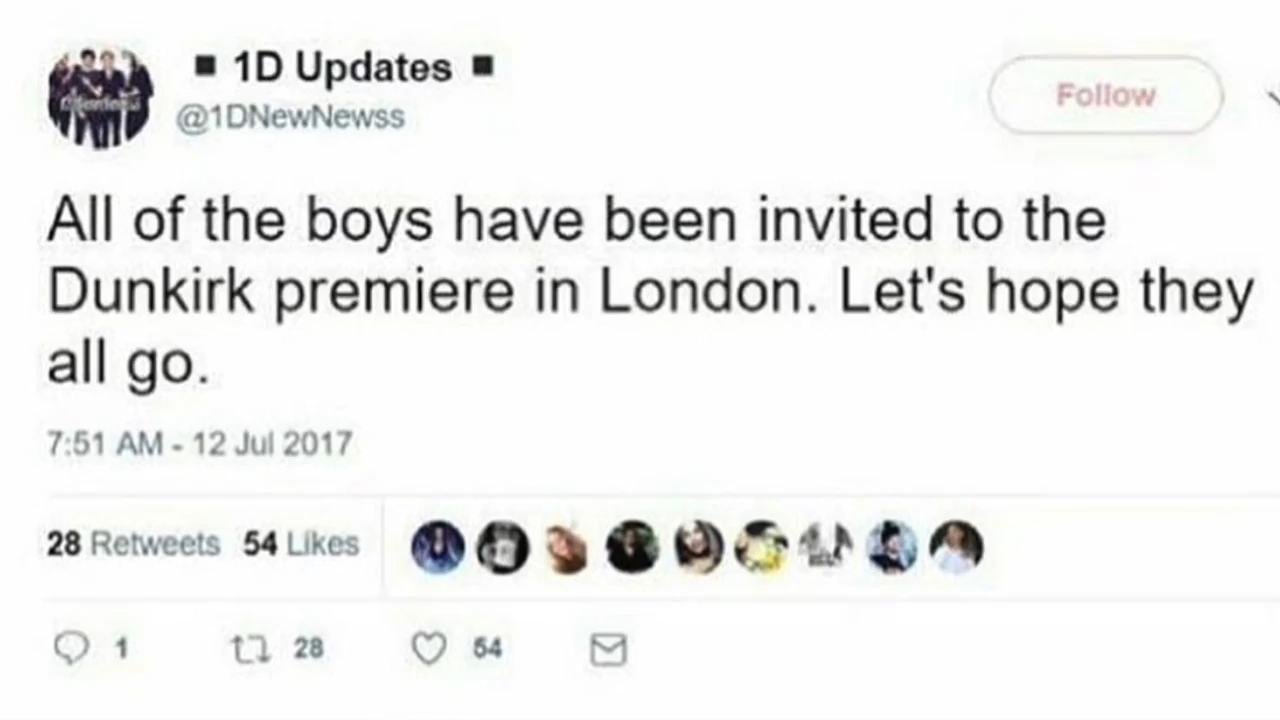 ▪ 1D Updates ▪
@1DNewNewss
Follow
All of the boys have been invited to the
Dunkirk premiere in London. Let's hope they
all go.
7:51 AM - 12 Jul 2017
28 Retweets 54 Likes
1 28 54